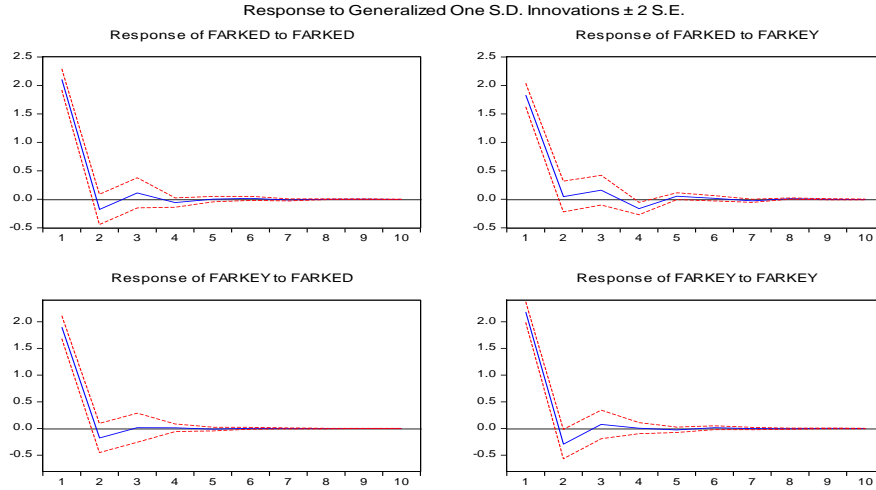 Response to Generalized One S.D. Innovations ± 2 S.E.
Response of FARKED to FARKED
2.5
2.0
1.5
1.0
0.5
0.0
-0.5
1 2 3 4 5 6 7 8 9 10
Response of FARKED to FARKEY
2.5
2.0
1.5
1.0
0.5
0.0
-0.5
1 2 3 4 5 6 7 8 9 10
Response of FARKEY to FARKED
2.0
1.5
1.0
0.5
0.0
-0.5
1 2 3 4 5 6 7 8 9 10
Response of FARKEY to FARKEY
2.0
1.5
1.0
0.5
0.0
-0.5
1 2 3 4 5 6 7 8 9 10